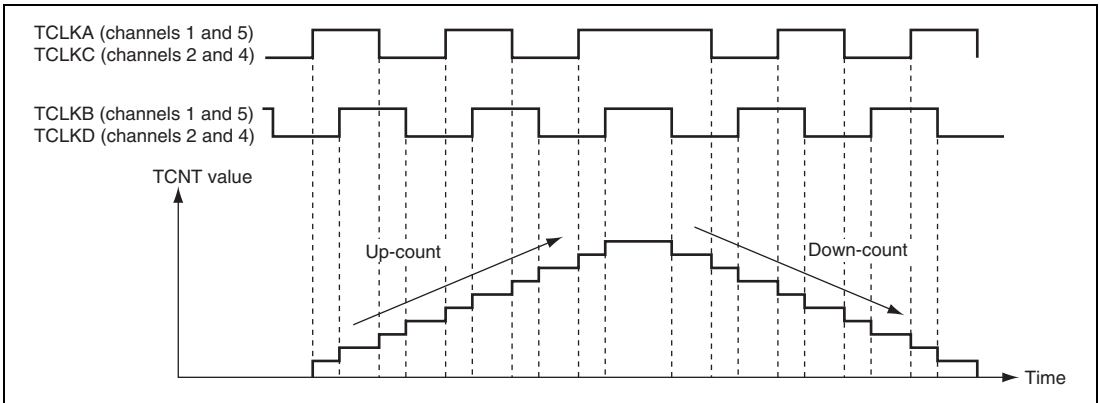 TCLKA (channels 1 and 5)
TCLKC (channels 2 and 4)
TCLKB (channels 1 and 5)
TCLKD (channels 2 and 4)
TCNT value
Up-count
Down-count
Time